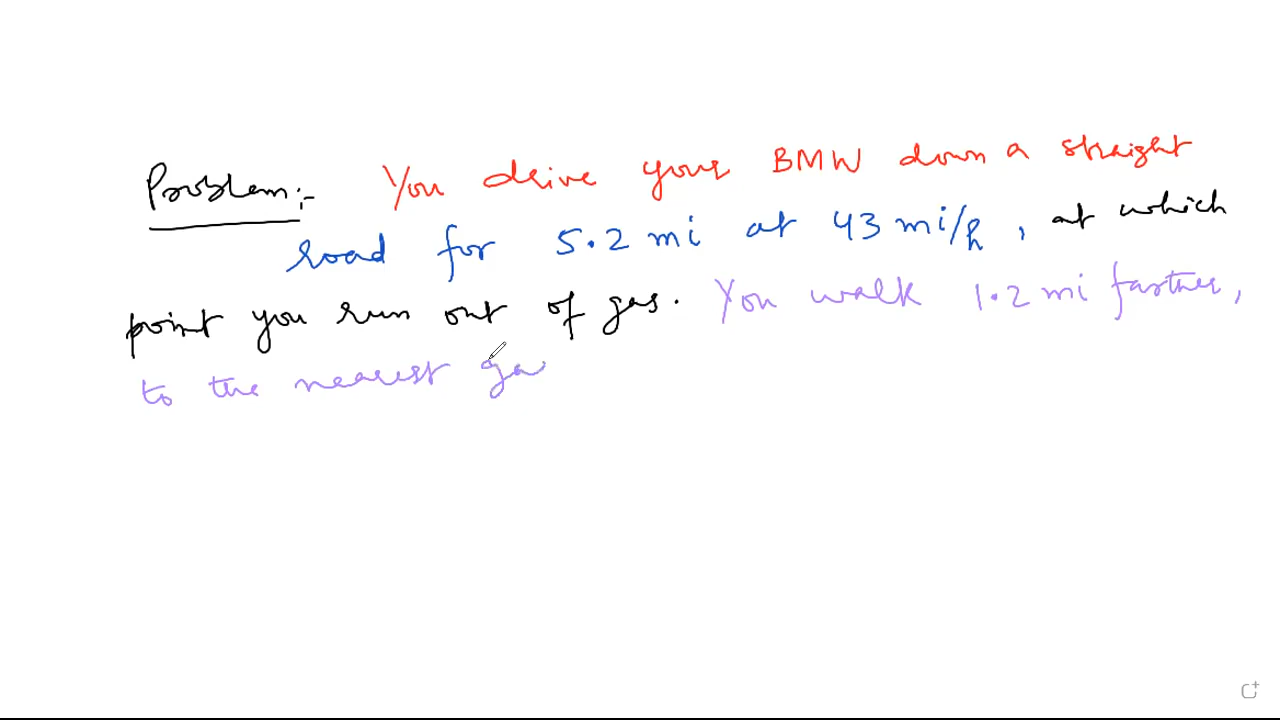 Problem:- You drive your BMW down a straight
road for 5.2 mi at 43 mi/h, at which
point you run out of gas. You walk 1.2 mi farther,
to the nearest ga